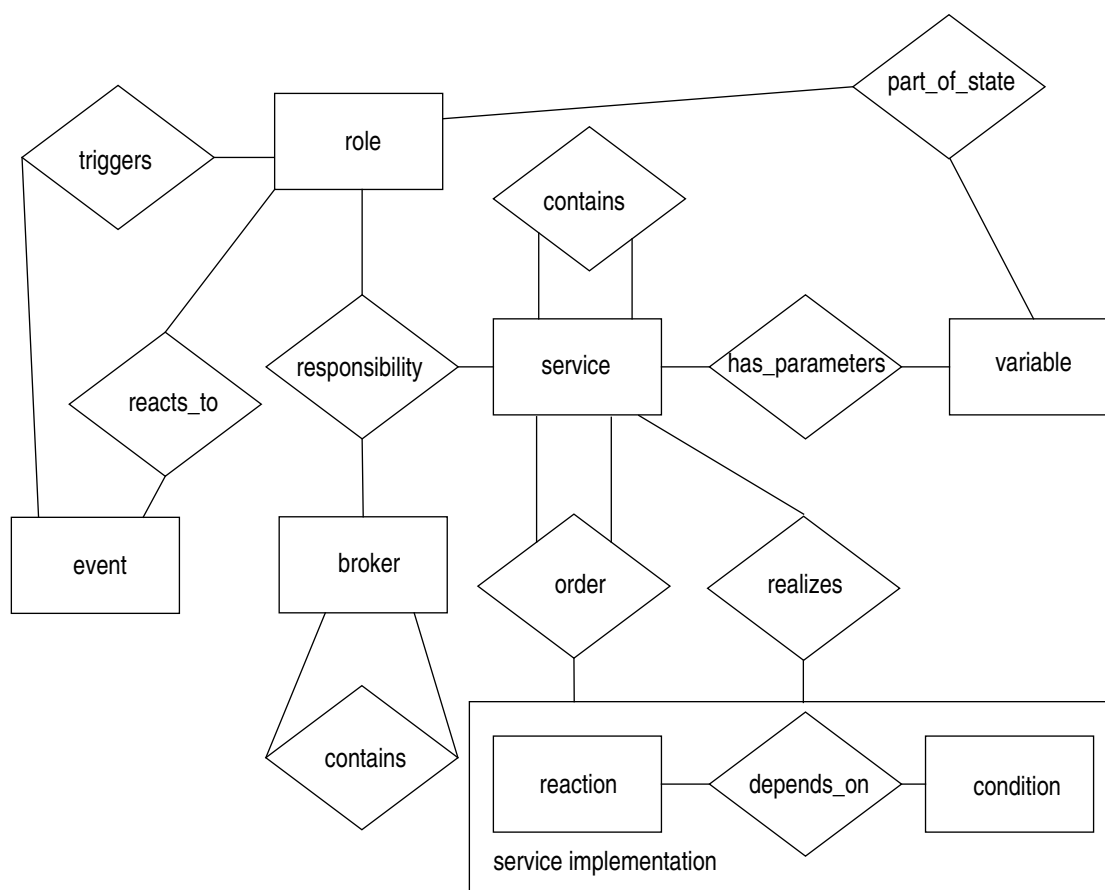 part_of_state
role
triggers
contains
responsibility
service
has_parameters
variable
reacts_to
event
broker
order
realizes
contains
reaction
depends_on
condition
service implementation